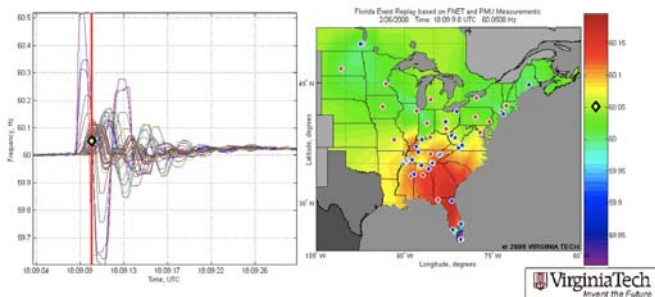 60.5
60.4
60.3
60.2
60.1
60
59.9
59.8
59.7
Frequency, Hz
18:09:04
18:09:09
18:09:13
18:09:17
18:09:22
18:09:26
Time, UTC
Florida Event Replay based on FNET and PMU Measurements
2/26/2008 Time: 18:09:9.8 UTC 60.0508 Hz
45°N
Latitude, degrees
30°N
105°W
90°W
75°W
60°W
Longitude, degrees
© 2008 VIRGINIA TECH
60.15
60.1
60.05
60
59.95
59.9
59.85
VirginiaTech
Invent the Future